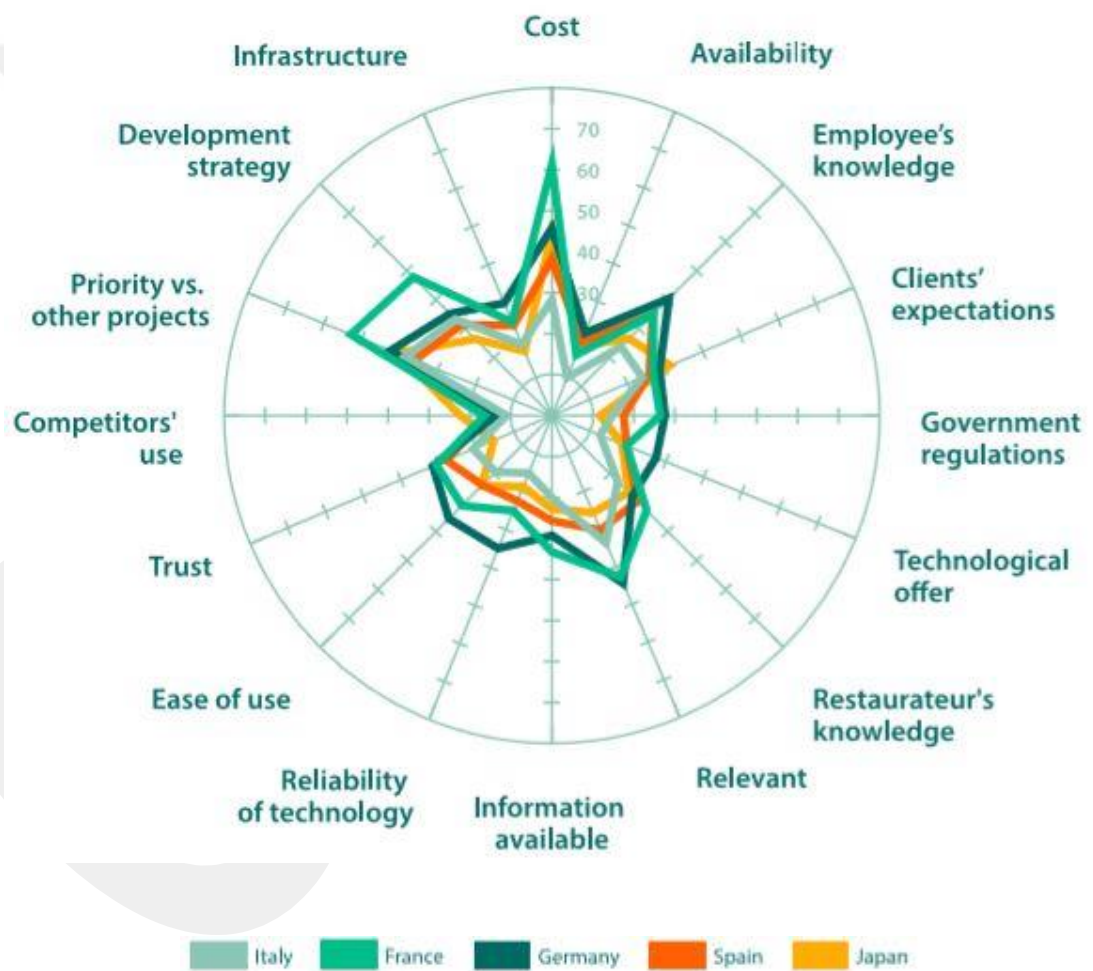 Cost
Availability
Employee's
knowledge
Clients'
expectations
Government
regulations
Technological
offer
Restaurateur's
knowledge
Relevant
Information
available
Reliability
of technology
Ease of use
Trust
Competitors'
use
Priority vs.
other projects
Development
strategy
Infrastructure
70
60
50
40
30
Italy
France
Germany
Spain
Japan